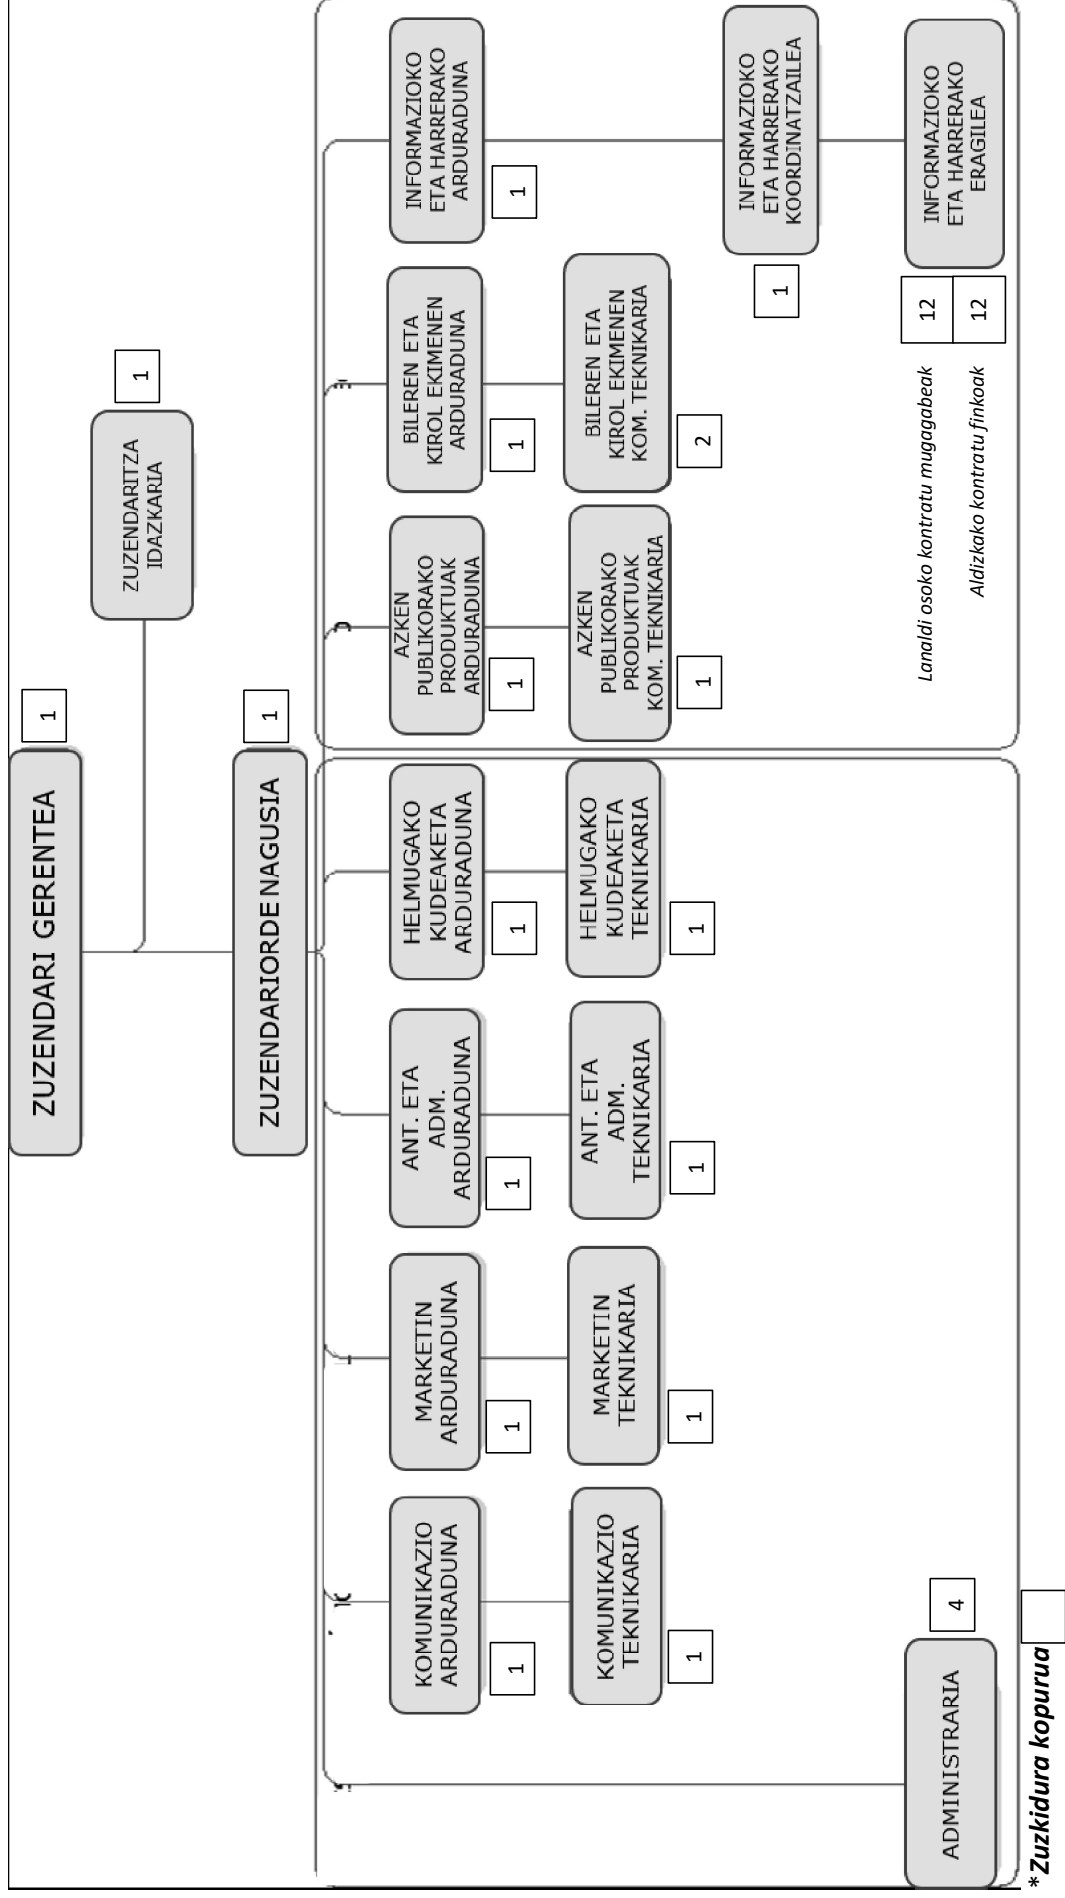 ZUZENDARI GERENTEA
1
ZUZENDARITZA
IDAZKARIA
1
ZUZENDARIORDE NAGUSIA
1
KOMUNIKAZIO
ARDURADUNA
1
MARKETIN
ARDURADUNA
1
ANT. ETA
ADM.
ARDURADUNA
1
HELMUGAKO
KUDEAKETA
ARDURADUNA
1
AZKEN
PUBLIKORAKO
PRODUKTUAK
ARDURADUNA
1
BILEREN ETA
KIROL EKIMENEN
ARDURADUNA
1
INFORMAZIOKO
ETA HARRERAKO
ARDURADUNA
1
KOMUNIKAZIO
TEKNIKARIA
1
MARKETIN
TEKNIKARIA
1
ANT. ETA
ADM.
TEKNIKARIA
1
HELMUGAKO
KUDEAKETA
TEKNIKARIA
1
AZKEN
PUBLIKORAKO
PRODUKTUAK
KOM. TEKNIKARIA
1
BILEREN ETA
KIROL EKIMENEN
KOM. TEKNIKARIA
2
INFORMAZIOKO
ETA HARRERAKO
KOORDINATZAILEA
1
ADMINISTRARIA
4
Lanaldi osoko kontratu mugagabeak
12
Aldizkako kontratu finkoak
12
INFORMAZIOKO
ETA HARRERAKO
ERAGILEA
*Zuzkidura kopurua